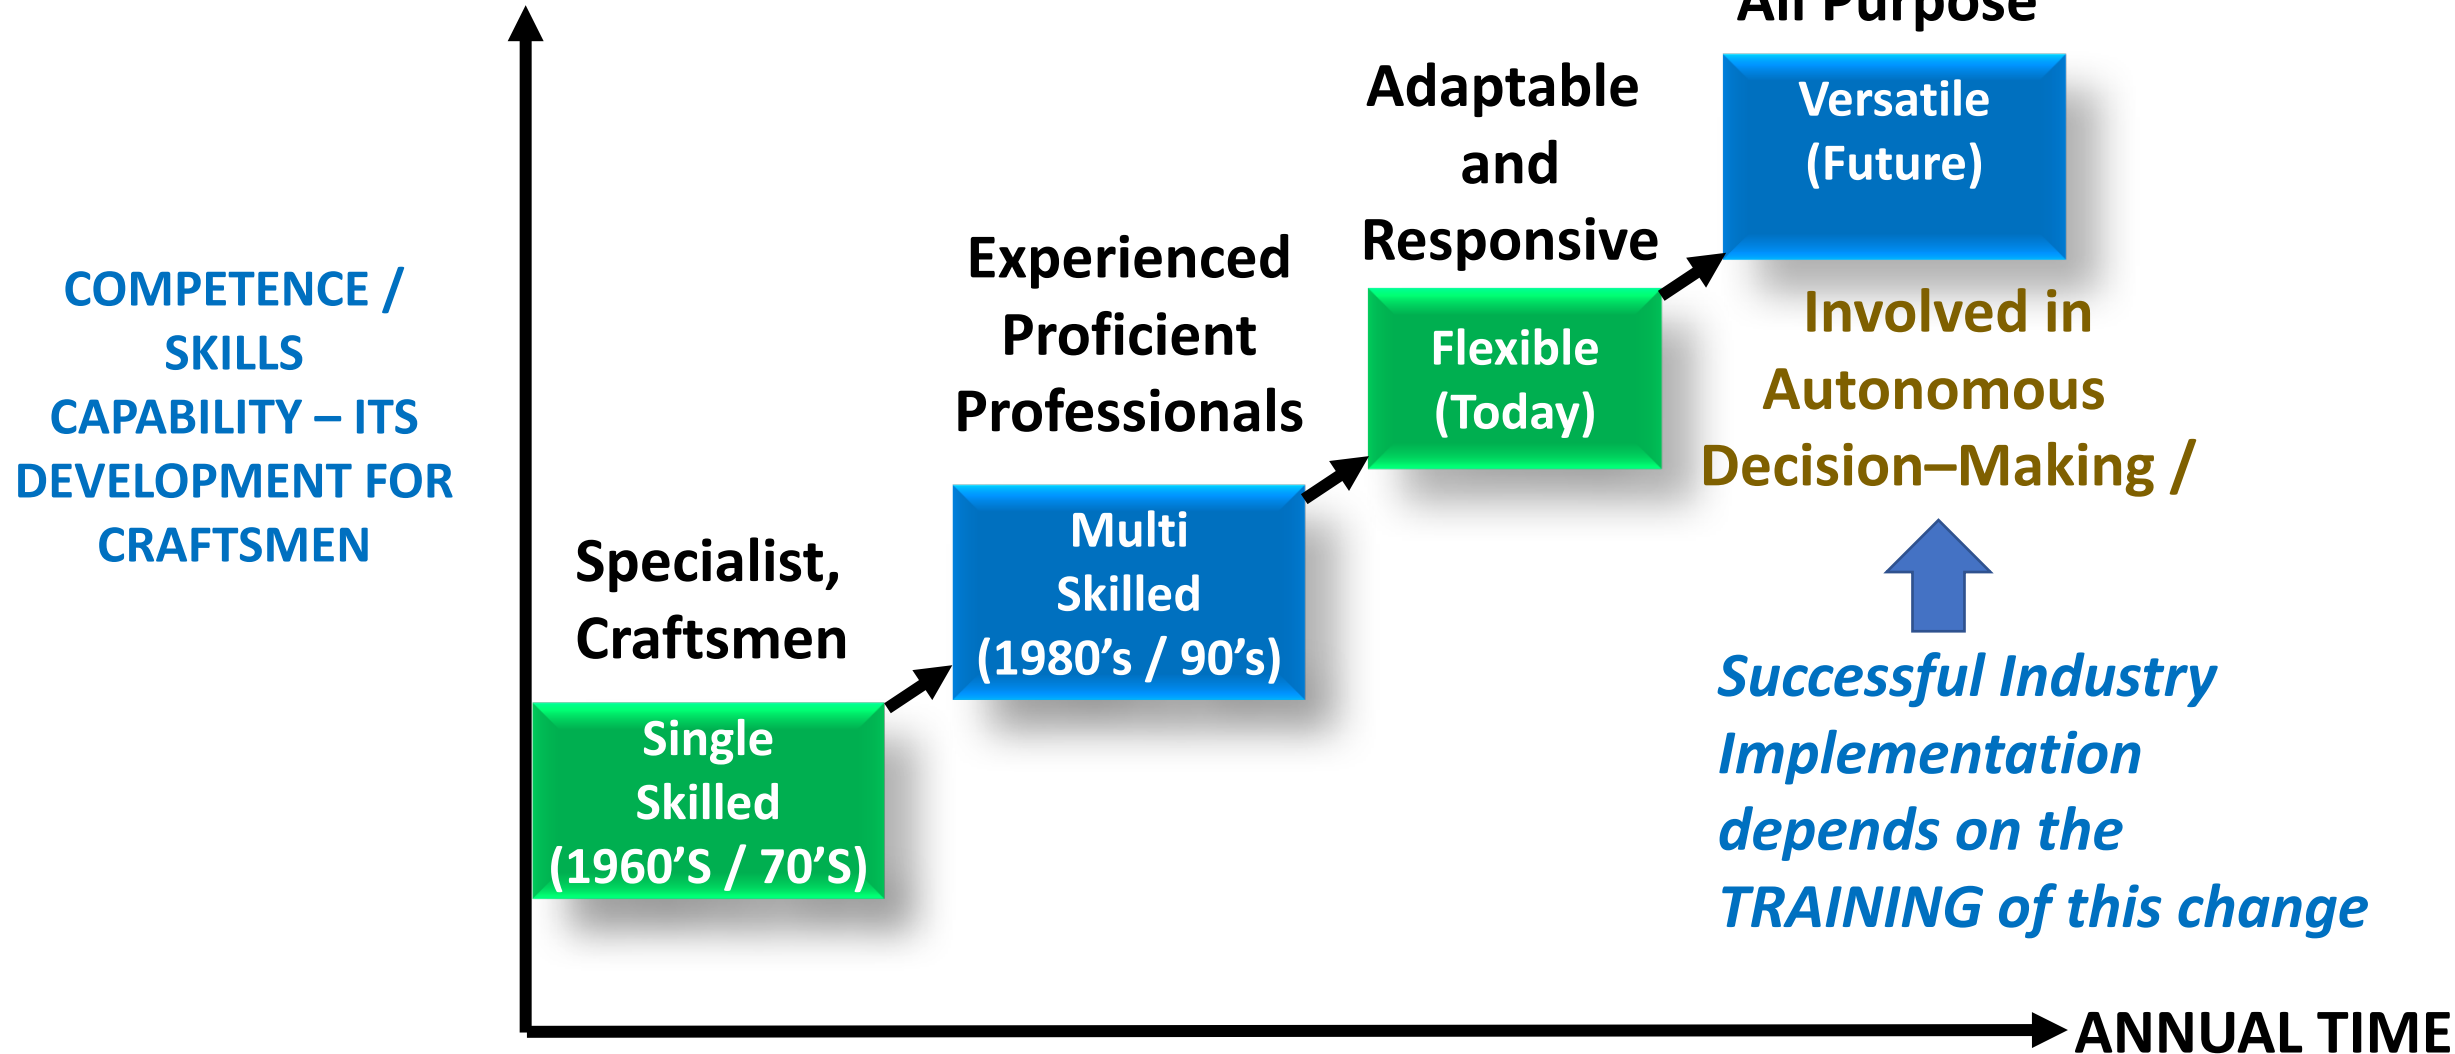 All Purpose
Versatile
(Future)
Adaptable
and
Responsive
Flexible
(Today)
Involved in
Autonomous
Decision–Making /
Experienced
Proficient
Professionals
Multi
Skilled
(1980’s / 90’s)
Specialist,
Craftsmen
Single
Skilled
(1960’S / 70’S)
COMPETENCE /
SKILLS
CAPABILITY – ITS
DEVELOPMENT FOR
CRAFTSMEN
Successful Industry
Implementation
depends on the
TRAINING of this change
ANNUAL TIME